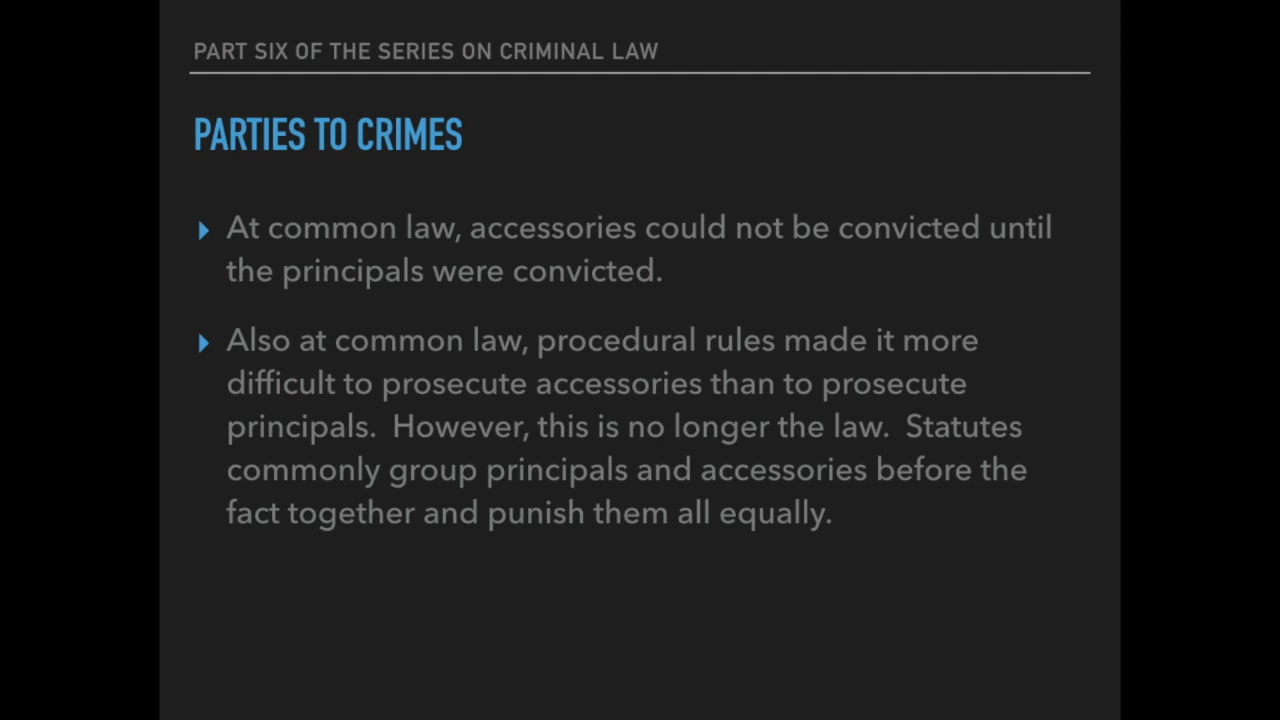 PART SIX OF THE SERIES ON CRIMINAL LAW
PARTIES TO CRIMES
At common law, accessories could not be convicted until
the principals were convicted.
Also at common law, procedural rules made it more
difficult to prosecute accessories than to prosecute
principals.  However, this is no longer the law.  Statutes
commonly group principals and accessories before the
fact together and punish them all equally.